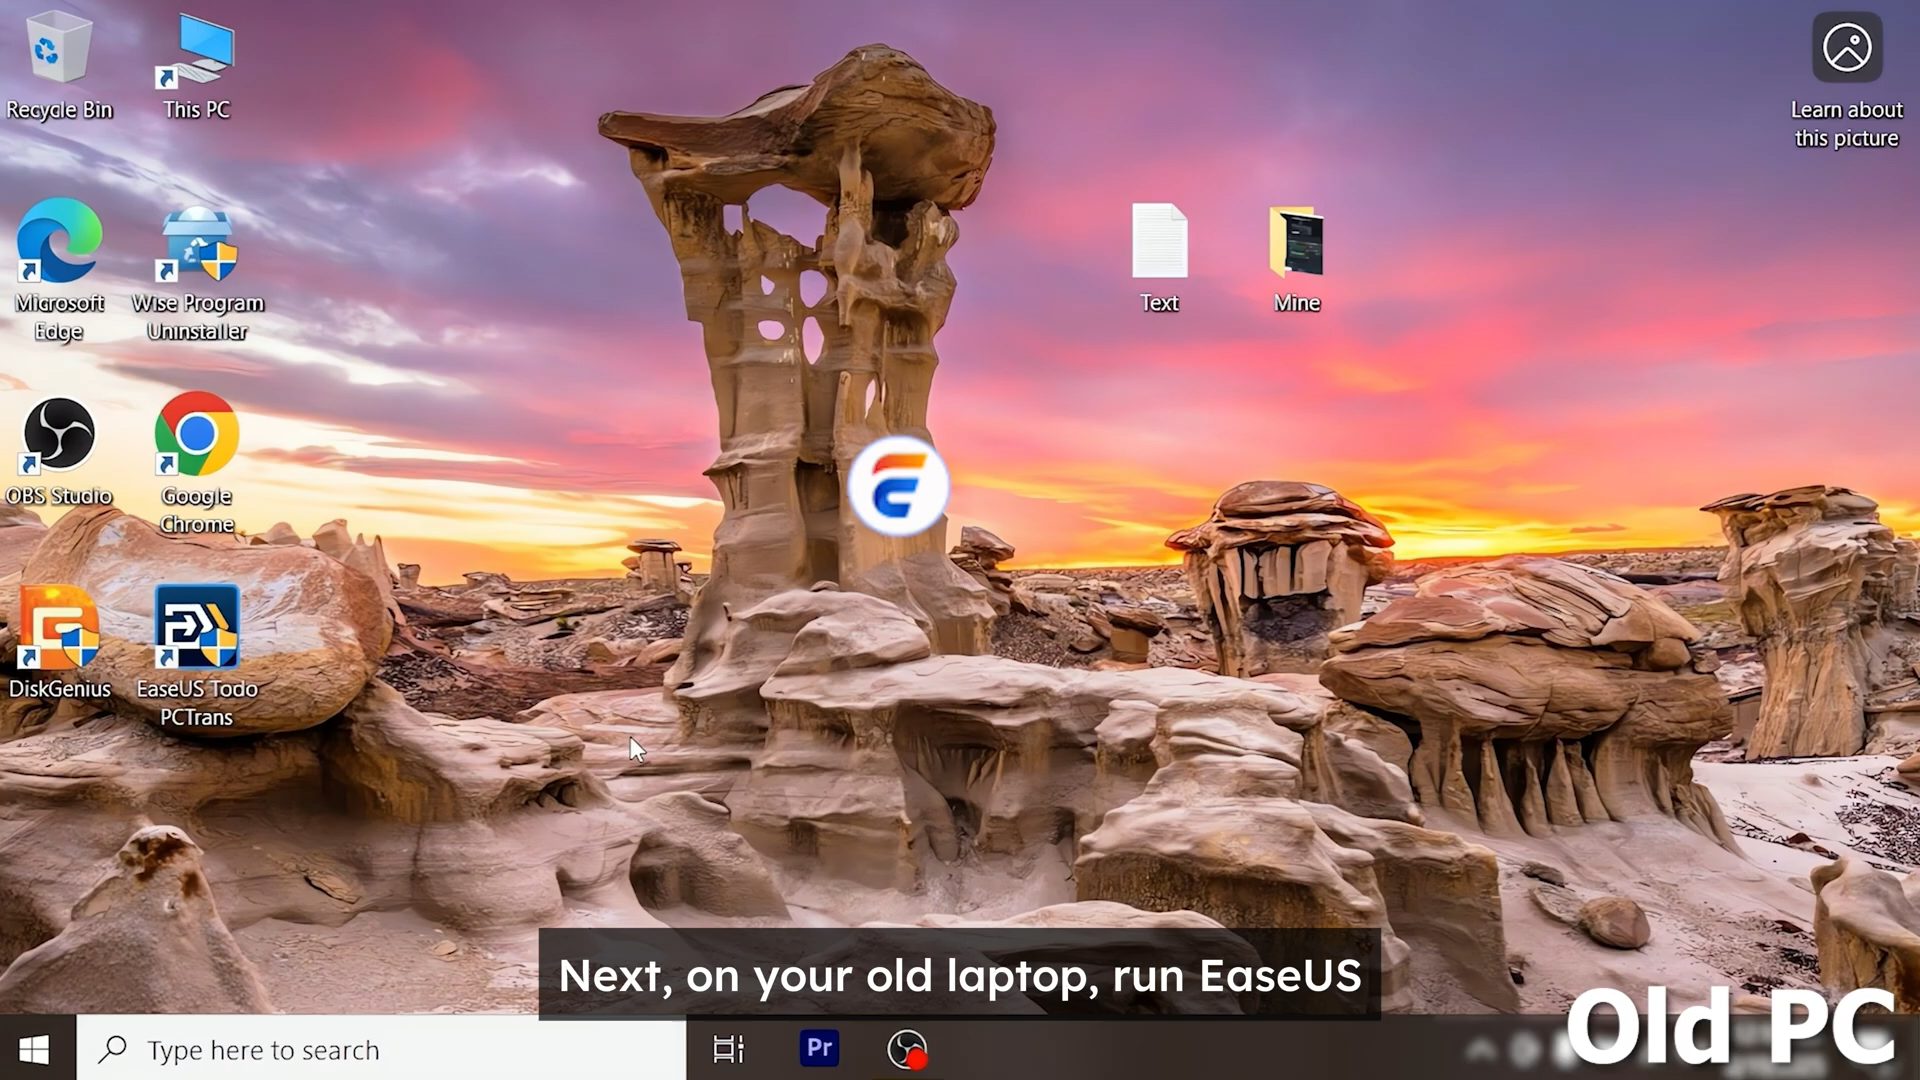 Recycle Bin
This PC
Learn about
this picture
Microsoft
Edge
Wise Program
Uninstaller
Text
Mine
OBS Studio
Google
Chrome
DiskGenius
EaseUS Todo
PCTrans
Next, on your old laptop, run EaseUS
Old PC
Type here to search
Pr